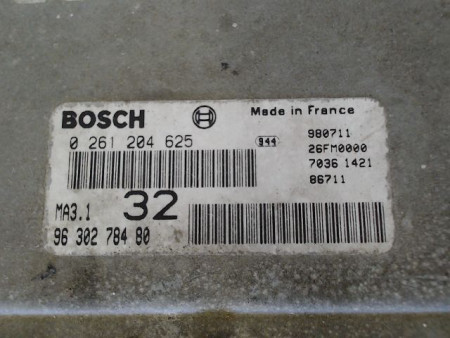 BOSCH Made in France
0 261 204 625 944 980711
26FM0000
7036 1421
86711
MA3.1 32
96 302 784 80